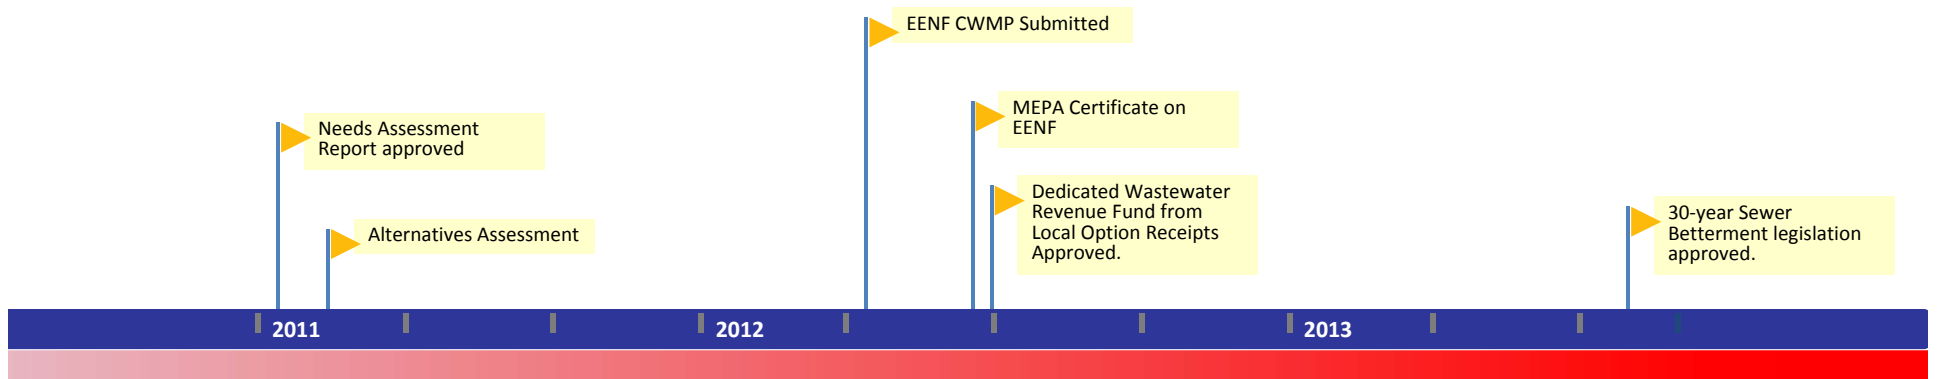 EENF CWMP Submitted
MEPA Certificate on
EENF
Needs Assessment
Report approved
Dedicated Wastewater
Revenue Fund from
Local Option Receipts
Approved.
30-year Sewer
Betterment legislation
approved.
Alternatives Assessment
2011
2012
2013